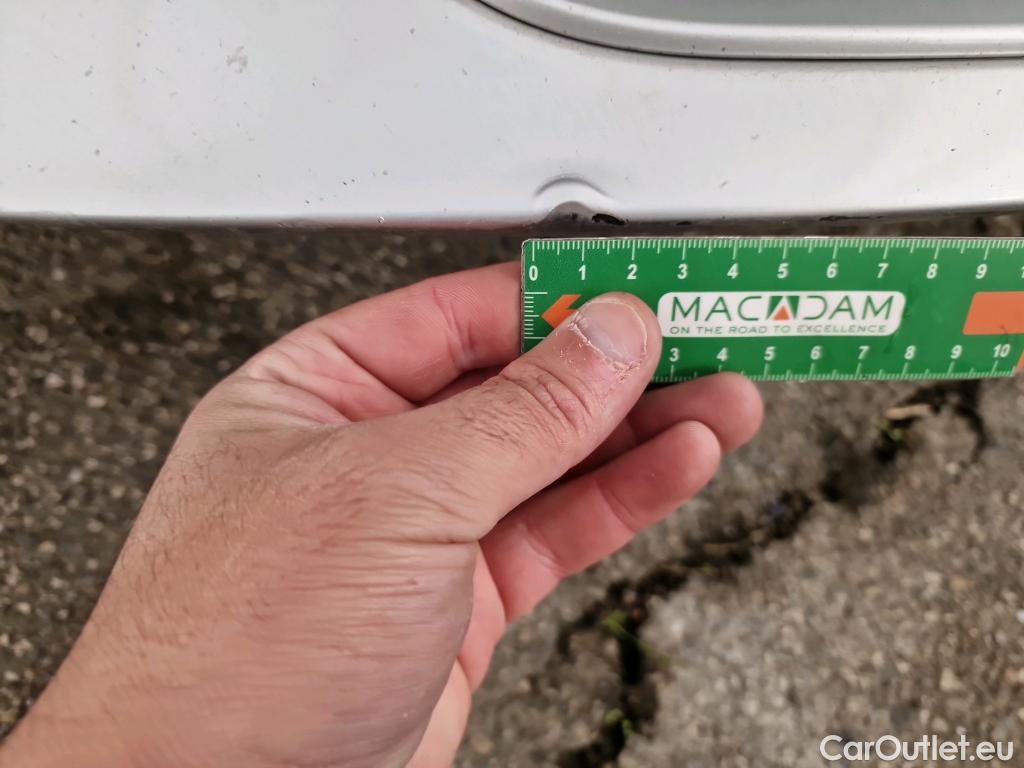 0 1 2 3 4 5 6 7 8 9
MACADAM
ON THE ROAD TO EXCELLENCE
3 4 5 6 7 8 9 10
CarOutlet.eu